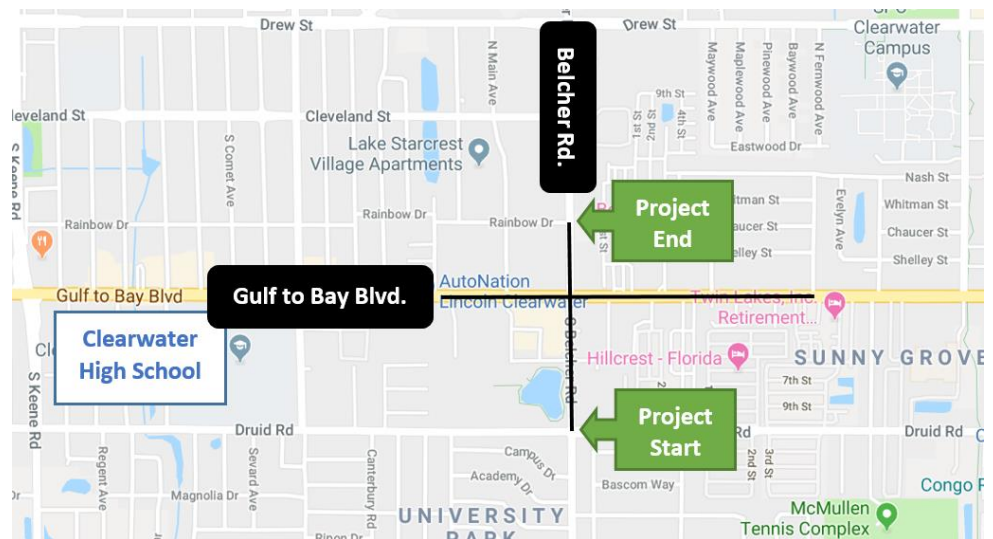 Drew St
Drew St
Clearwater
Campus
Belcher Rd.
N Main Ave
Maywood Ave
Maplewood Ave
Pinewood Ave
Baywood Ave
N Fernwood Ave
9th St
4th St
2nd St
1st St
Cleveland St
Eastwood Dr
S Keene Rd
S Comet Ave
Lake Starcrest
Village Apartments
Nash St
Whitman St
Chaucer St
Shelley St
Evelyn Ave
Rainbow Dr
Rainbow Dr
Rainbow Dr
Project
End
Gulf to Bay Blvd
Gulf to Bay Blvd.
AutoNation
Lincoln Clearwater
Twin Lakes, Inc.
Retirement...
Clearwater
High School
S Belcher Rd
Hillcrest - Florida
SUNNY GROVE
7th St
9th St
S Keene Rd
Druid Rd
Project
Start
Rd
Druid Rd
Regent Ave
Sevard Ave
Magnolia Dr
Canterbury Rd
Campus Dr
Academy Dr
Bascom Way
2nd St
3rd St
Congo
McMullen
Tennis Complex
UNIVERSITY
PARK